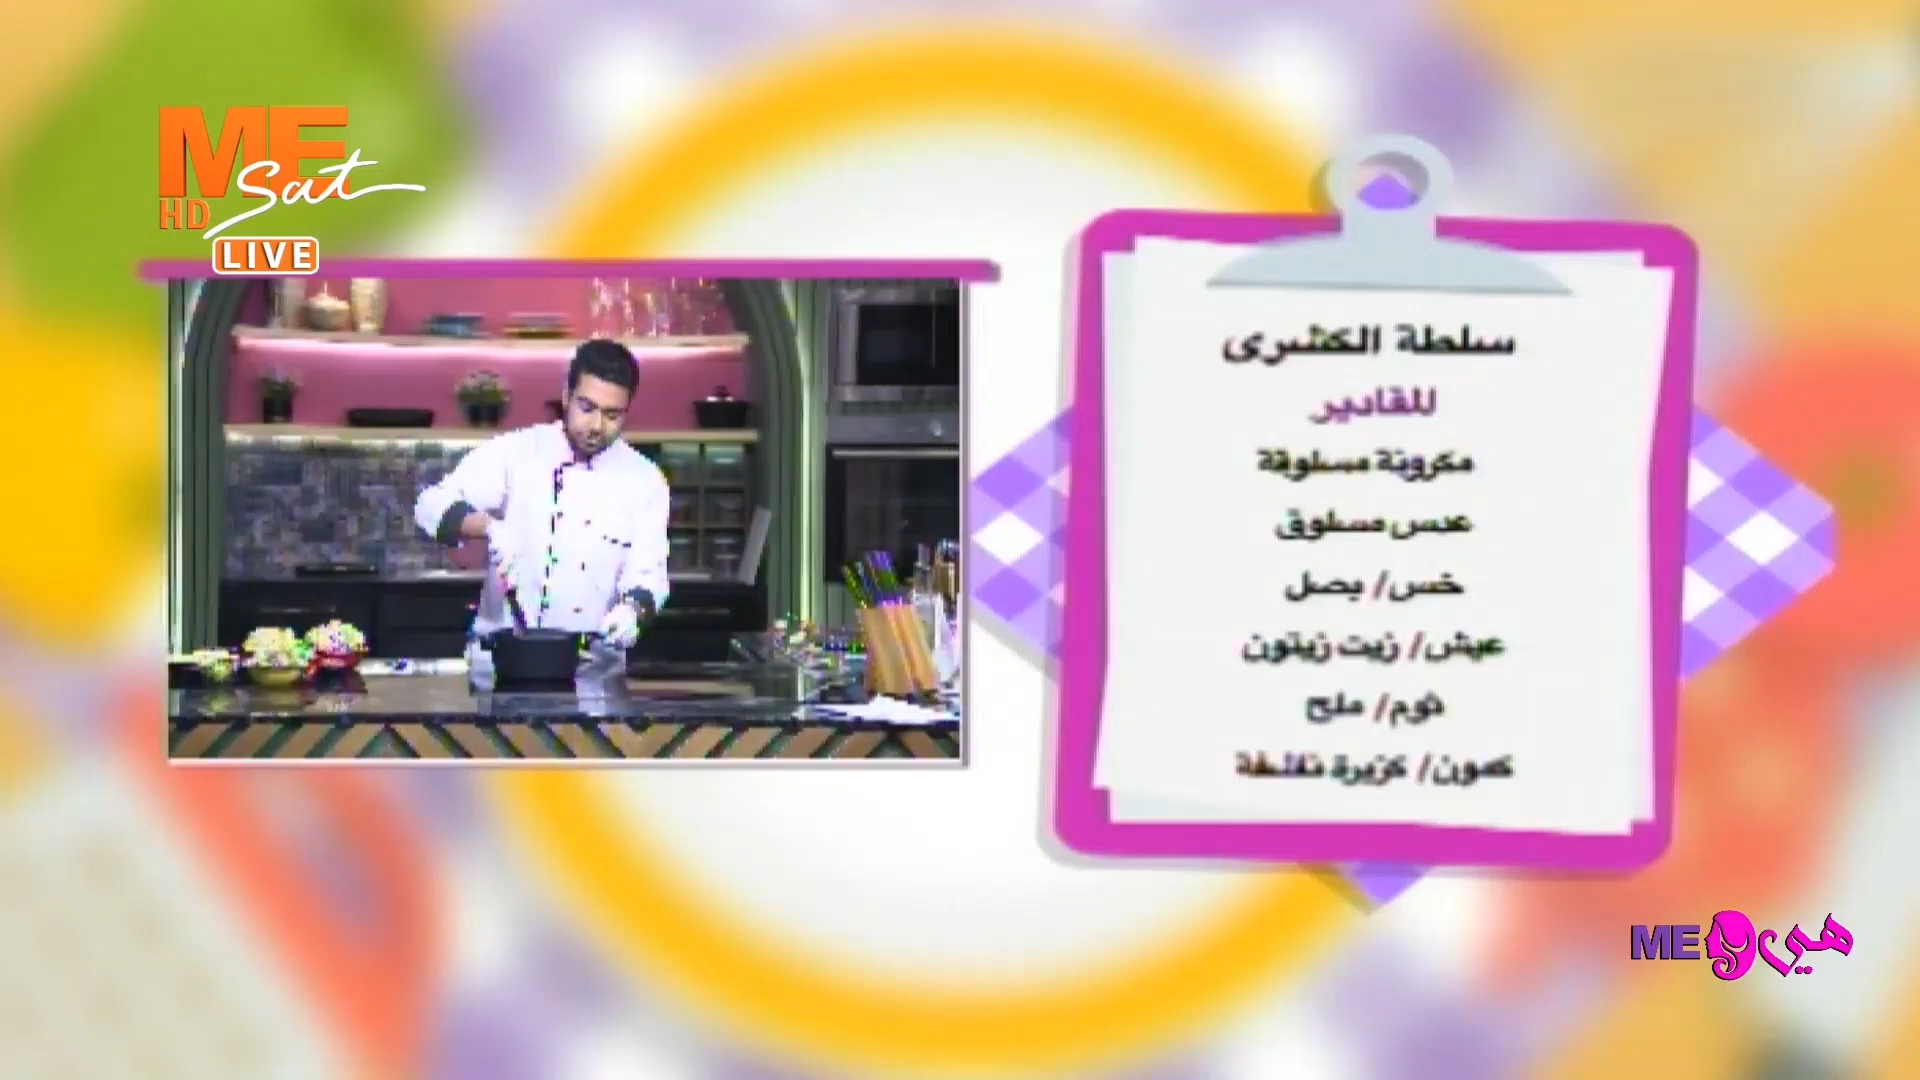 ME
Sat
HD
LIVE
سلطة الكشرى
للقادير
مكرونة مسلوقة
عدس مسلوق
خس/ بصل
عيش/ زيت زيتون
ثوم/ ملح
كمون/ كزبرة ناشفة
ME هي